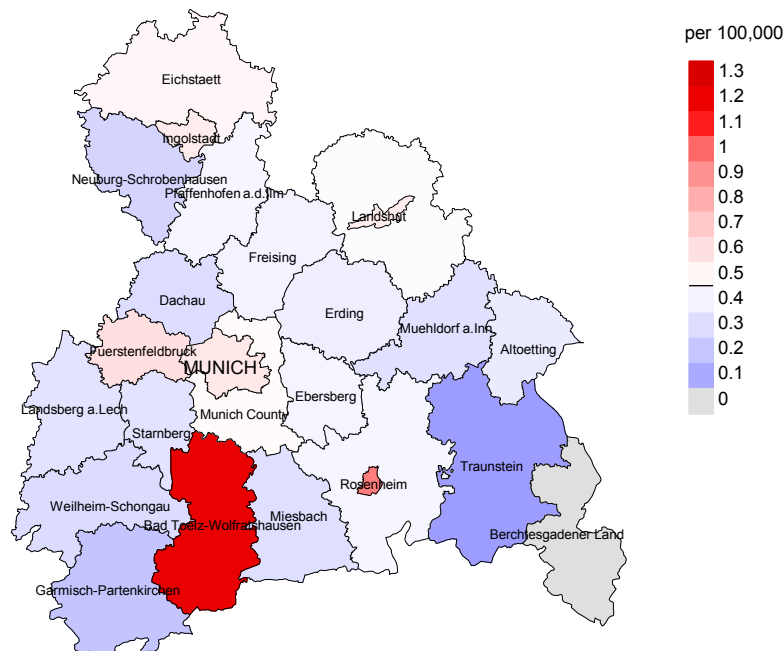 per 100,000
1.3
1.2
1.1
1
0.9
0.8
0.7
0.6
0.5
0.4
0.3
0.2
0.1
0
Eichstaett
Ingolstadt
Neuburg-Schrobenhausen
Pfaffenhofen a.d.Ilm
Landshut
Freising
Dachau
Erding
Muehldorf a.Inn
Altoetting
Fuerstenfeldbruck
MUNICH
Ebersberg
Landsberg a.Lech
Munich County
Starnberg
Traunstein
Rosenheim
Weilheim-Schongau
Miesbach
Bad Toelz-Wolfratshausen
Berchtesgadener Land
Garmisch-Partenkirchen